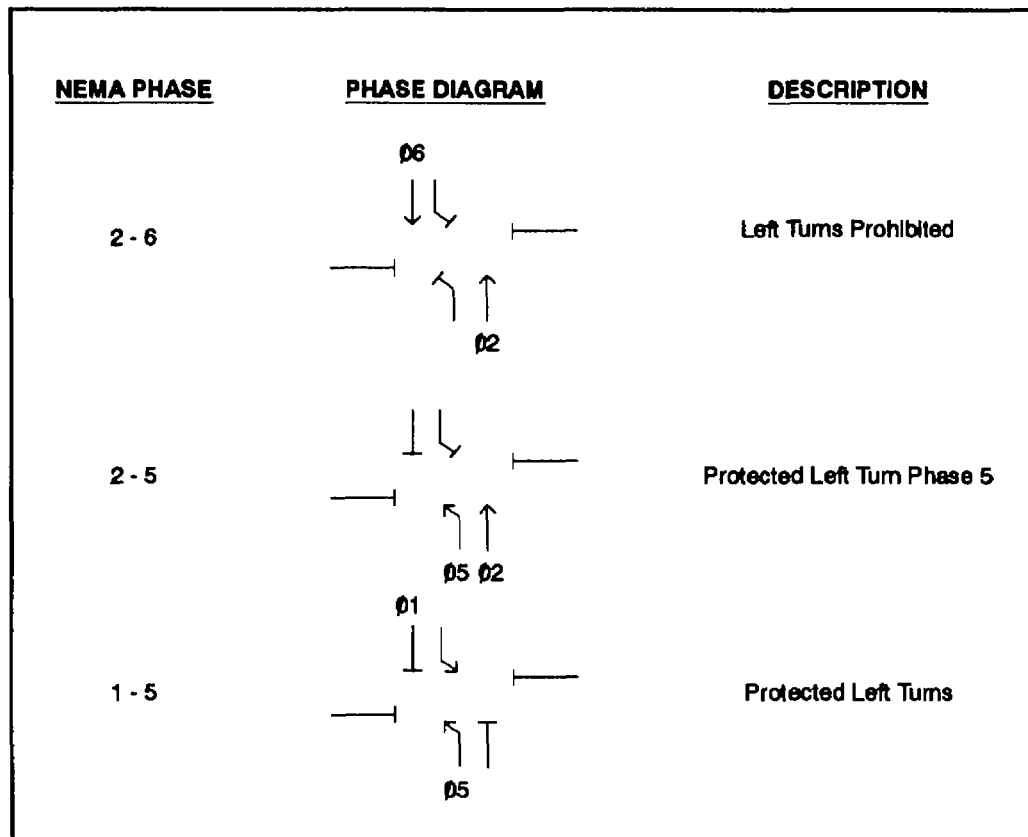 NEMA PHASE PHASE DIAGRAM DESCRIPTION
Ø6
2 - 6 Left Turns Prohibited
Ø2
2 - 5 Protected Left Turn Phase 5
Ø5 Ø2
Ø1
1 - 5 Protected Left Turns
Ø5